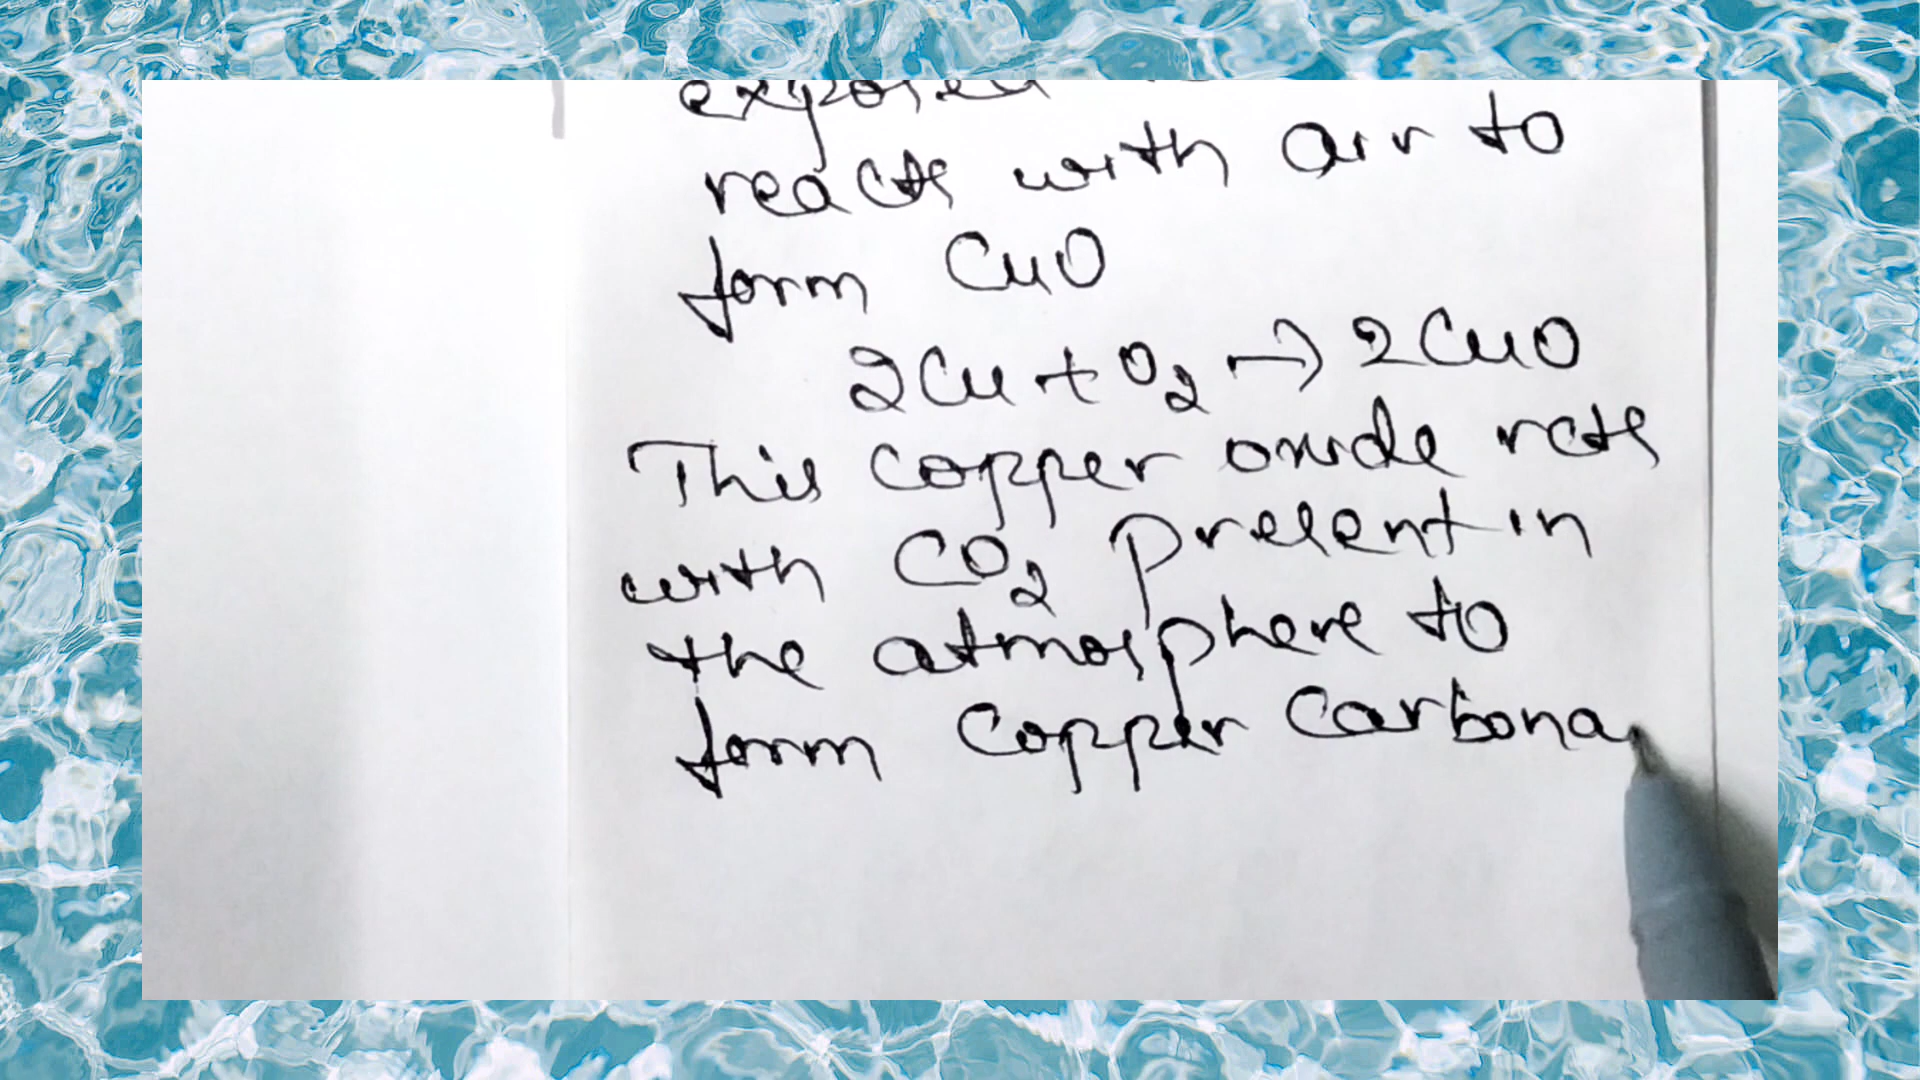 exposed
reacts with air to
form CuO
2Cu + O₂ → 2CuO
This copper oxide rcts
with CO₂ present in
the atmosphere to
form copper carbona